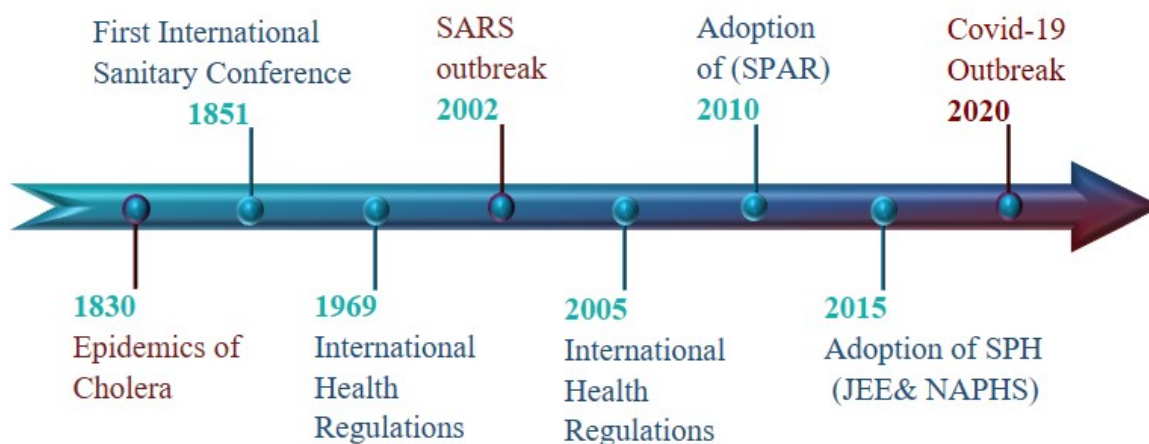 First International
Sanitary Conference
1851
SARS
outbreak
2002
Adoption
of (SPAR)
2010
Covid-19
Outbreak
2020
1830
Epidemics of
Cholera
1969
International
Health
Regulations
2005
International
Health
Regulations
2015
Adoption of SPH
(JEE& NAPHS)